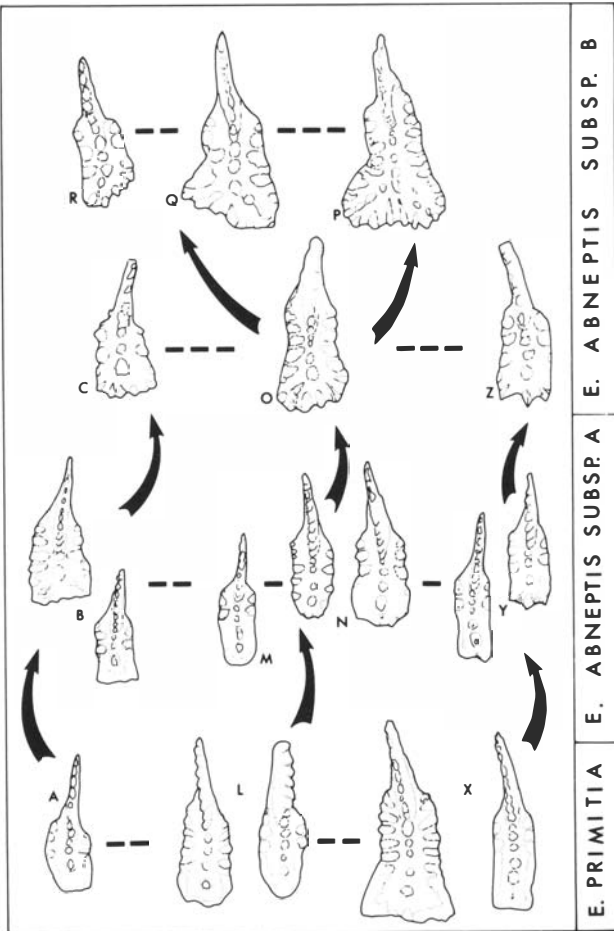 R
Q
P
C
O
Z
B
M
N
Y
A
L
X
E. ABNEPTIS SUBSP. B
E. ABNEPTIS SUBSP. A
E. PRIMITIA